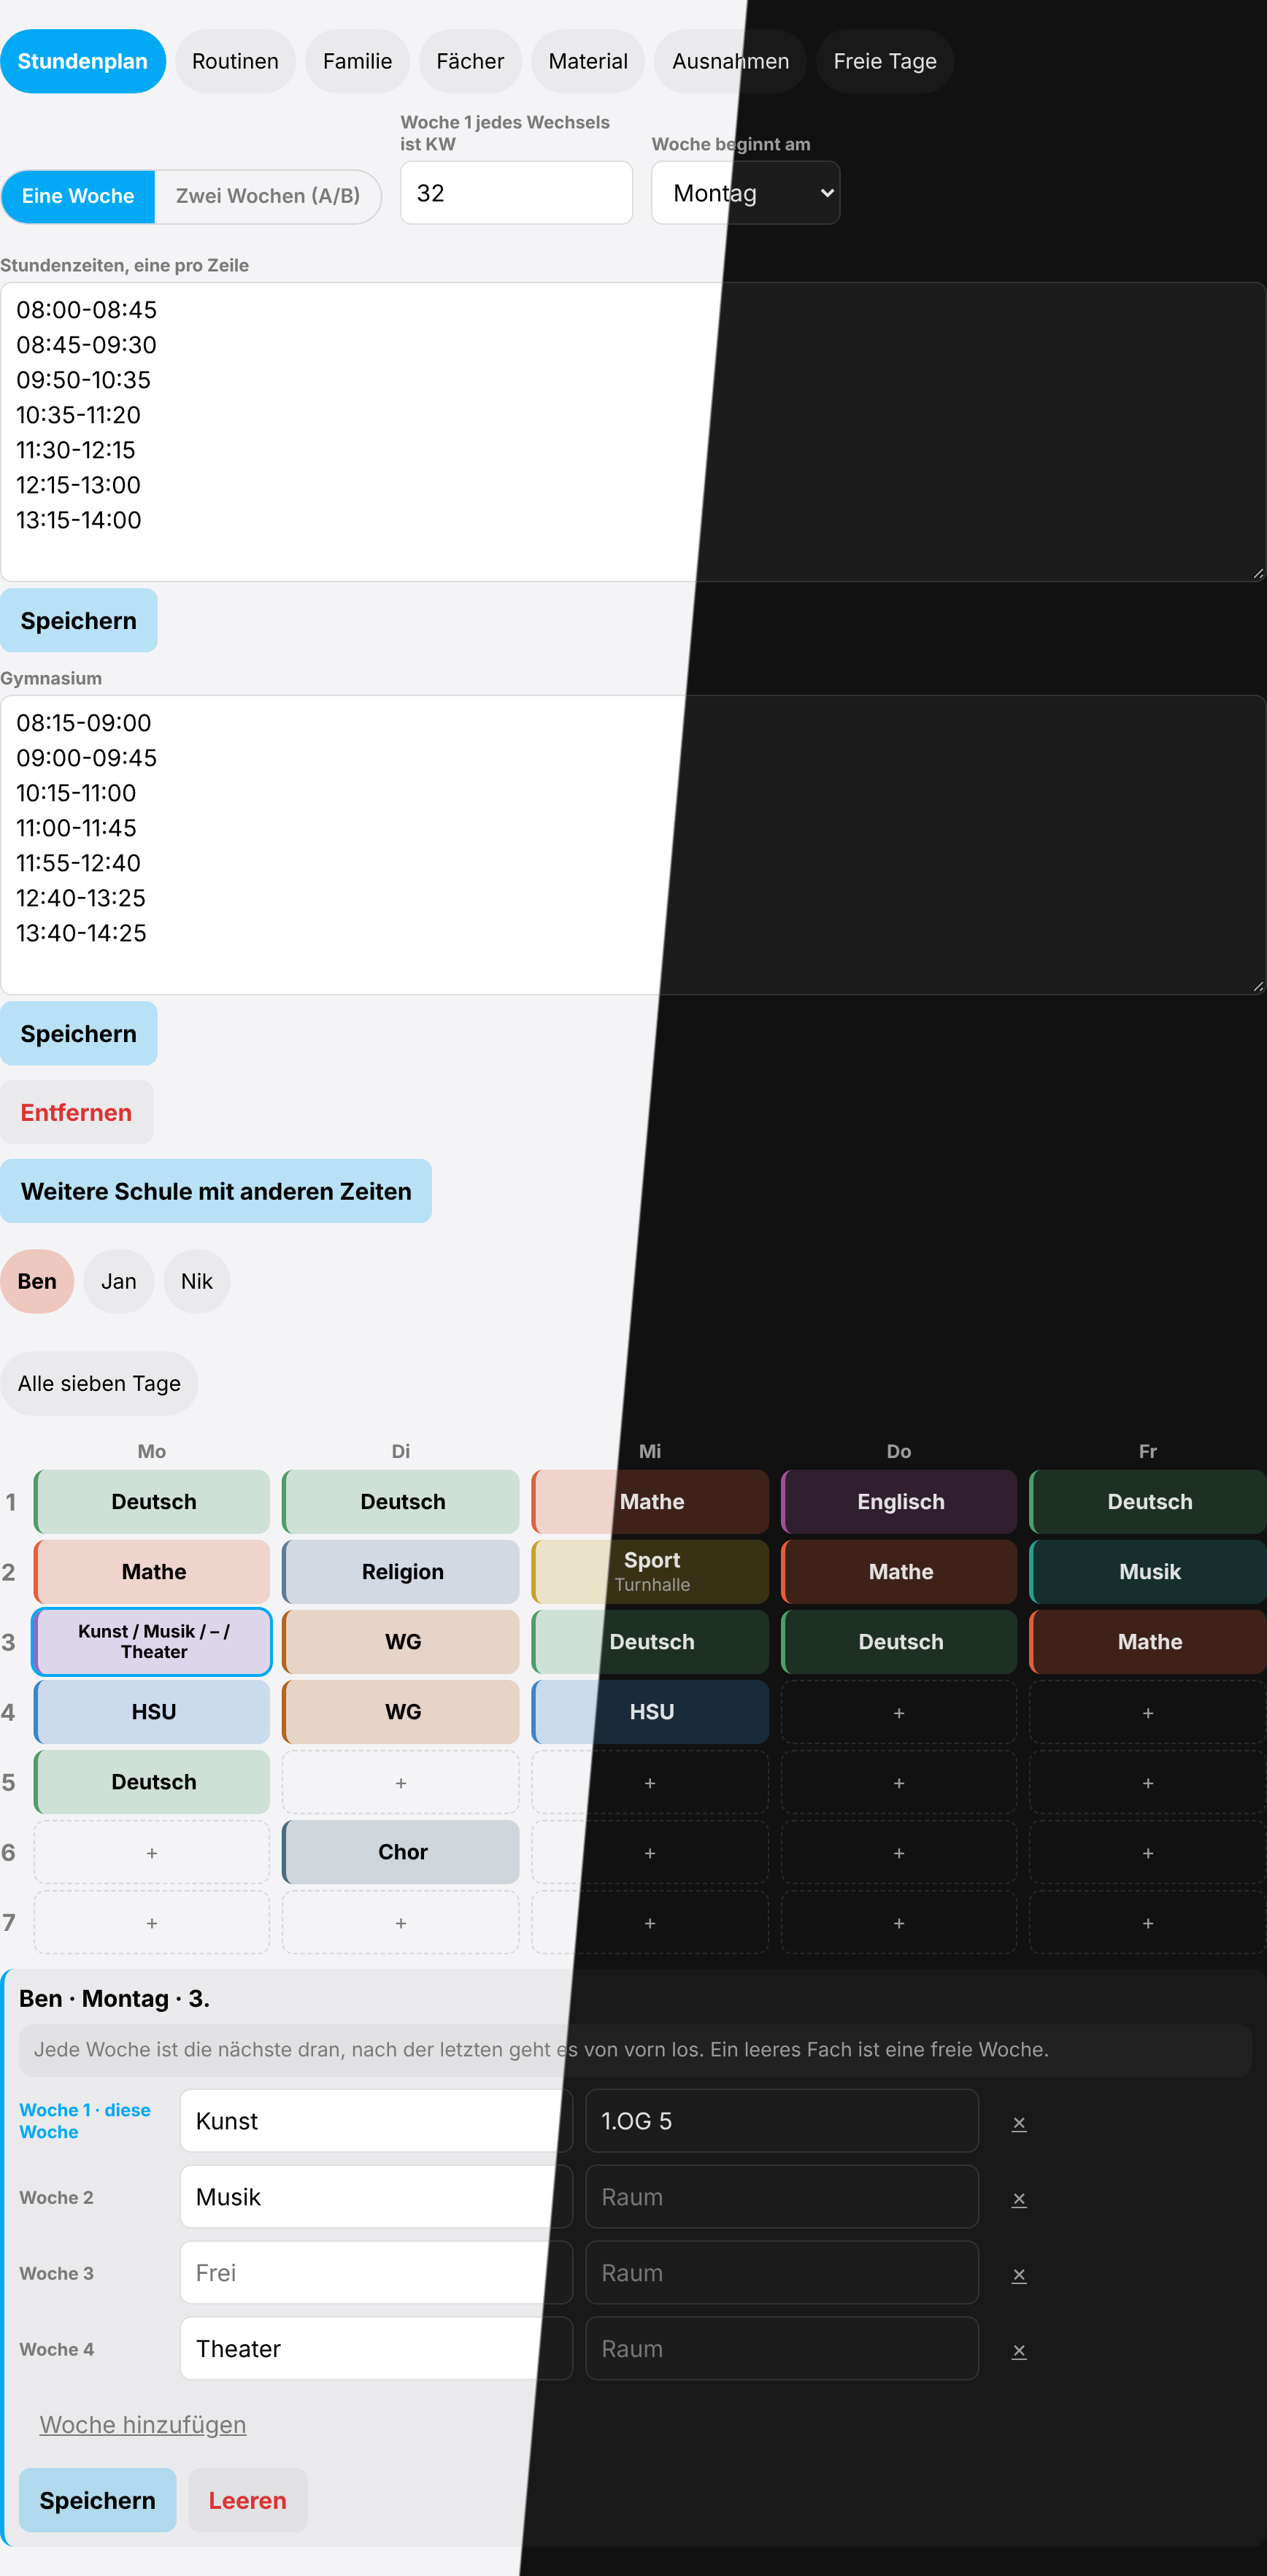 Stundenplan Routinen Familie Fächer Material Ausnahmen Freie Tage
Woche 1 jedes Wechsels
ist KW
Woche beginnt am
Eine Woche Zwei Wochen (A/B) 32 Montag
Stundenzeiten, eine pro Zeile
08:00-08:45
08:45-09:30
09:50-10:35
10:35-11:20
11:30-12:15
12:15-13:00
13:15-14:00
Speichern
Gymnasium
08:15-09:00
09:00-09:45
10:15-11:00
11:00-11:45
11:55-12:40
12:40-13:25
13:40-14:25
Speichern
Entfernen
Weitere Schule mit anderen Zeiten
Ben Jan Nik
Alle sieben Tage
Mo Di Mi Do Fr
1 Deutsch Deutsch Mathe Englisch Deutsch
2 Mathe Religion Sport Mathe Musik
Turnhalle
3 Kunst / Musik / – / WG Deutsch Deutsch Mathe
Theater
4 HSU WG HSU + +
5 Deutsch + + + +
6 + Chor + + +
7 + + + + +
Ben · Montag · 3.
Jede Woche ist die nächste dran, nach der letzten geht es von vorn los. Ein leeres Fach ist eine freie Woche.
Woche 1 · diese
Woche
Kunst 1.OG 5 ×
Woche 2 Musik Raum ×
Woche 3 Frei Raum ×
Woche 4 Theater Raum ×
Woche hinzufügen
Speichern Leeren